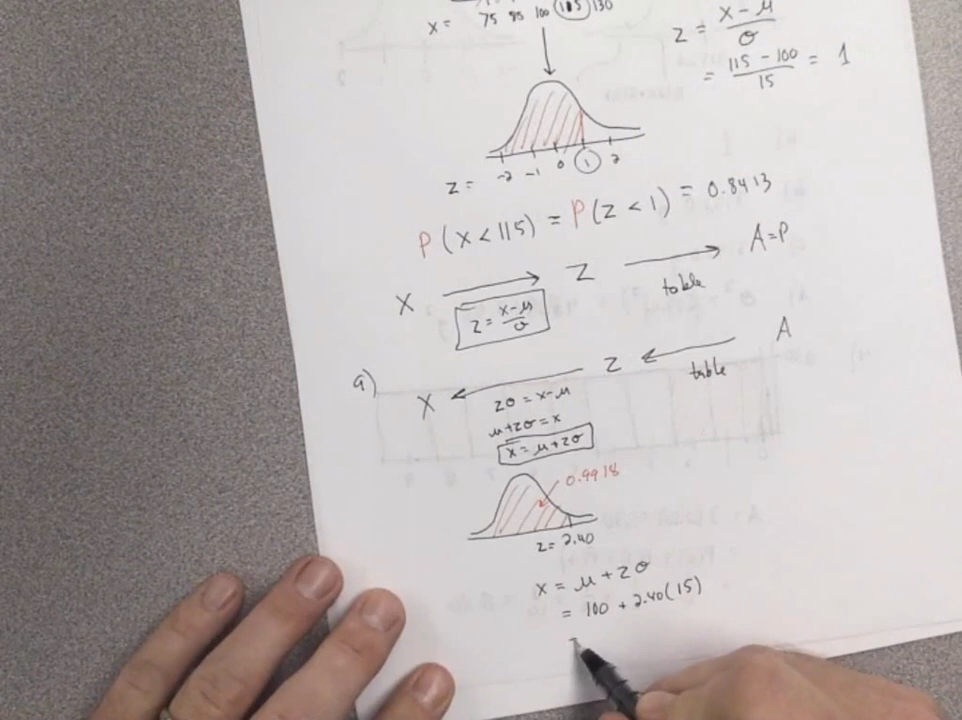 x = 75 85 100 115 130
z = x - μ / σ
= 115 - 100 / 15 = 1
z = -2 -1 0 1 2
P(x < 115) = P(z < 1) = 0.8413
X → Z → A = P
z = x - μ / σ
table
a)
X ← Z ← A
table
zσ = x - μ
μ + zσ = x
x = μ + zσ
0.9918
z = 2.40
x = μ + zσ
= 100 + 2.40(15)